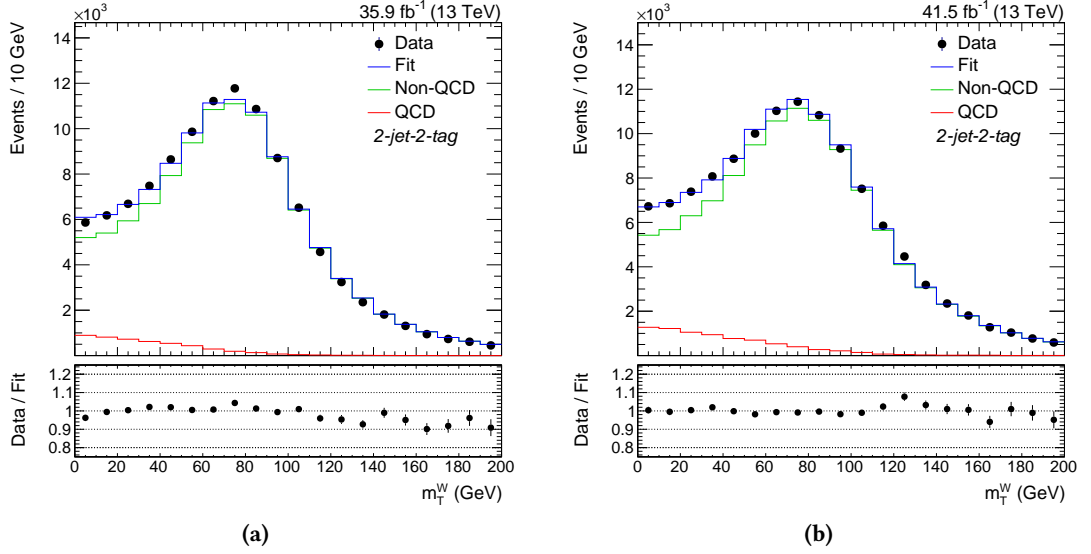 ×10³
35.9 fb⁻¹ (13 TeV)
Events / 10 GeV
14
12
10
8
6
4
2
Data
Fit
Non-QCD
QCD
2-jet-2-tag
Data / Fit
1.2
1.1
1
0.9
0.8
0 20 40 60 80 100 120 140 160 180 200
m_T^W (GeV)
(a)
×10³
41.5 fb⁻¹ (13 TeV)
Events / 10 GeV
14
12
10
8
6
4
2
Data
Fit
Non-QCD
QCD
2-jet-2-tag
Data / Fit
1.2
1.1
1
0.9
0.8
0 20 40 60 80 100 120 140 160 180 200
m_T^W (GeV)
(b)